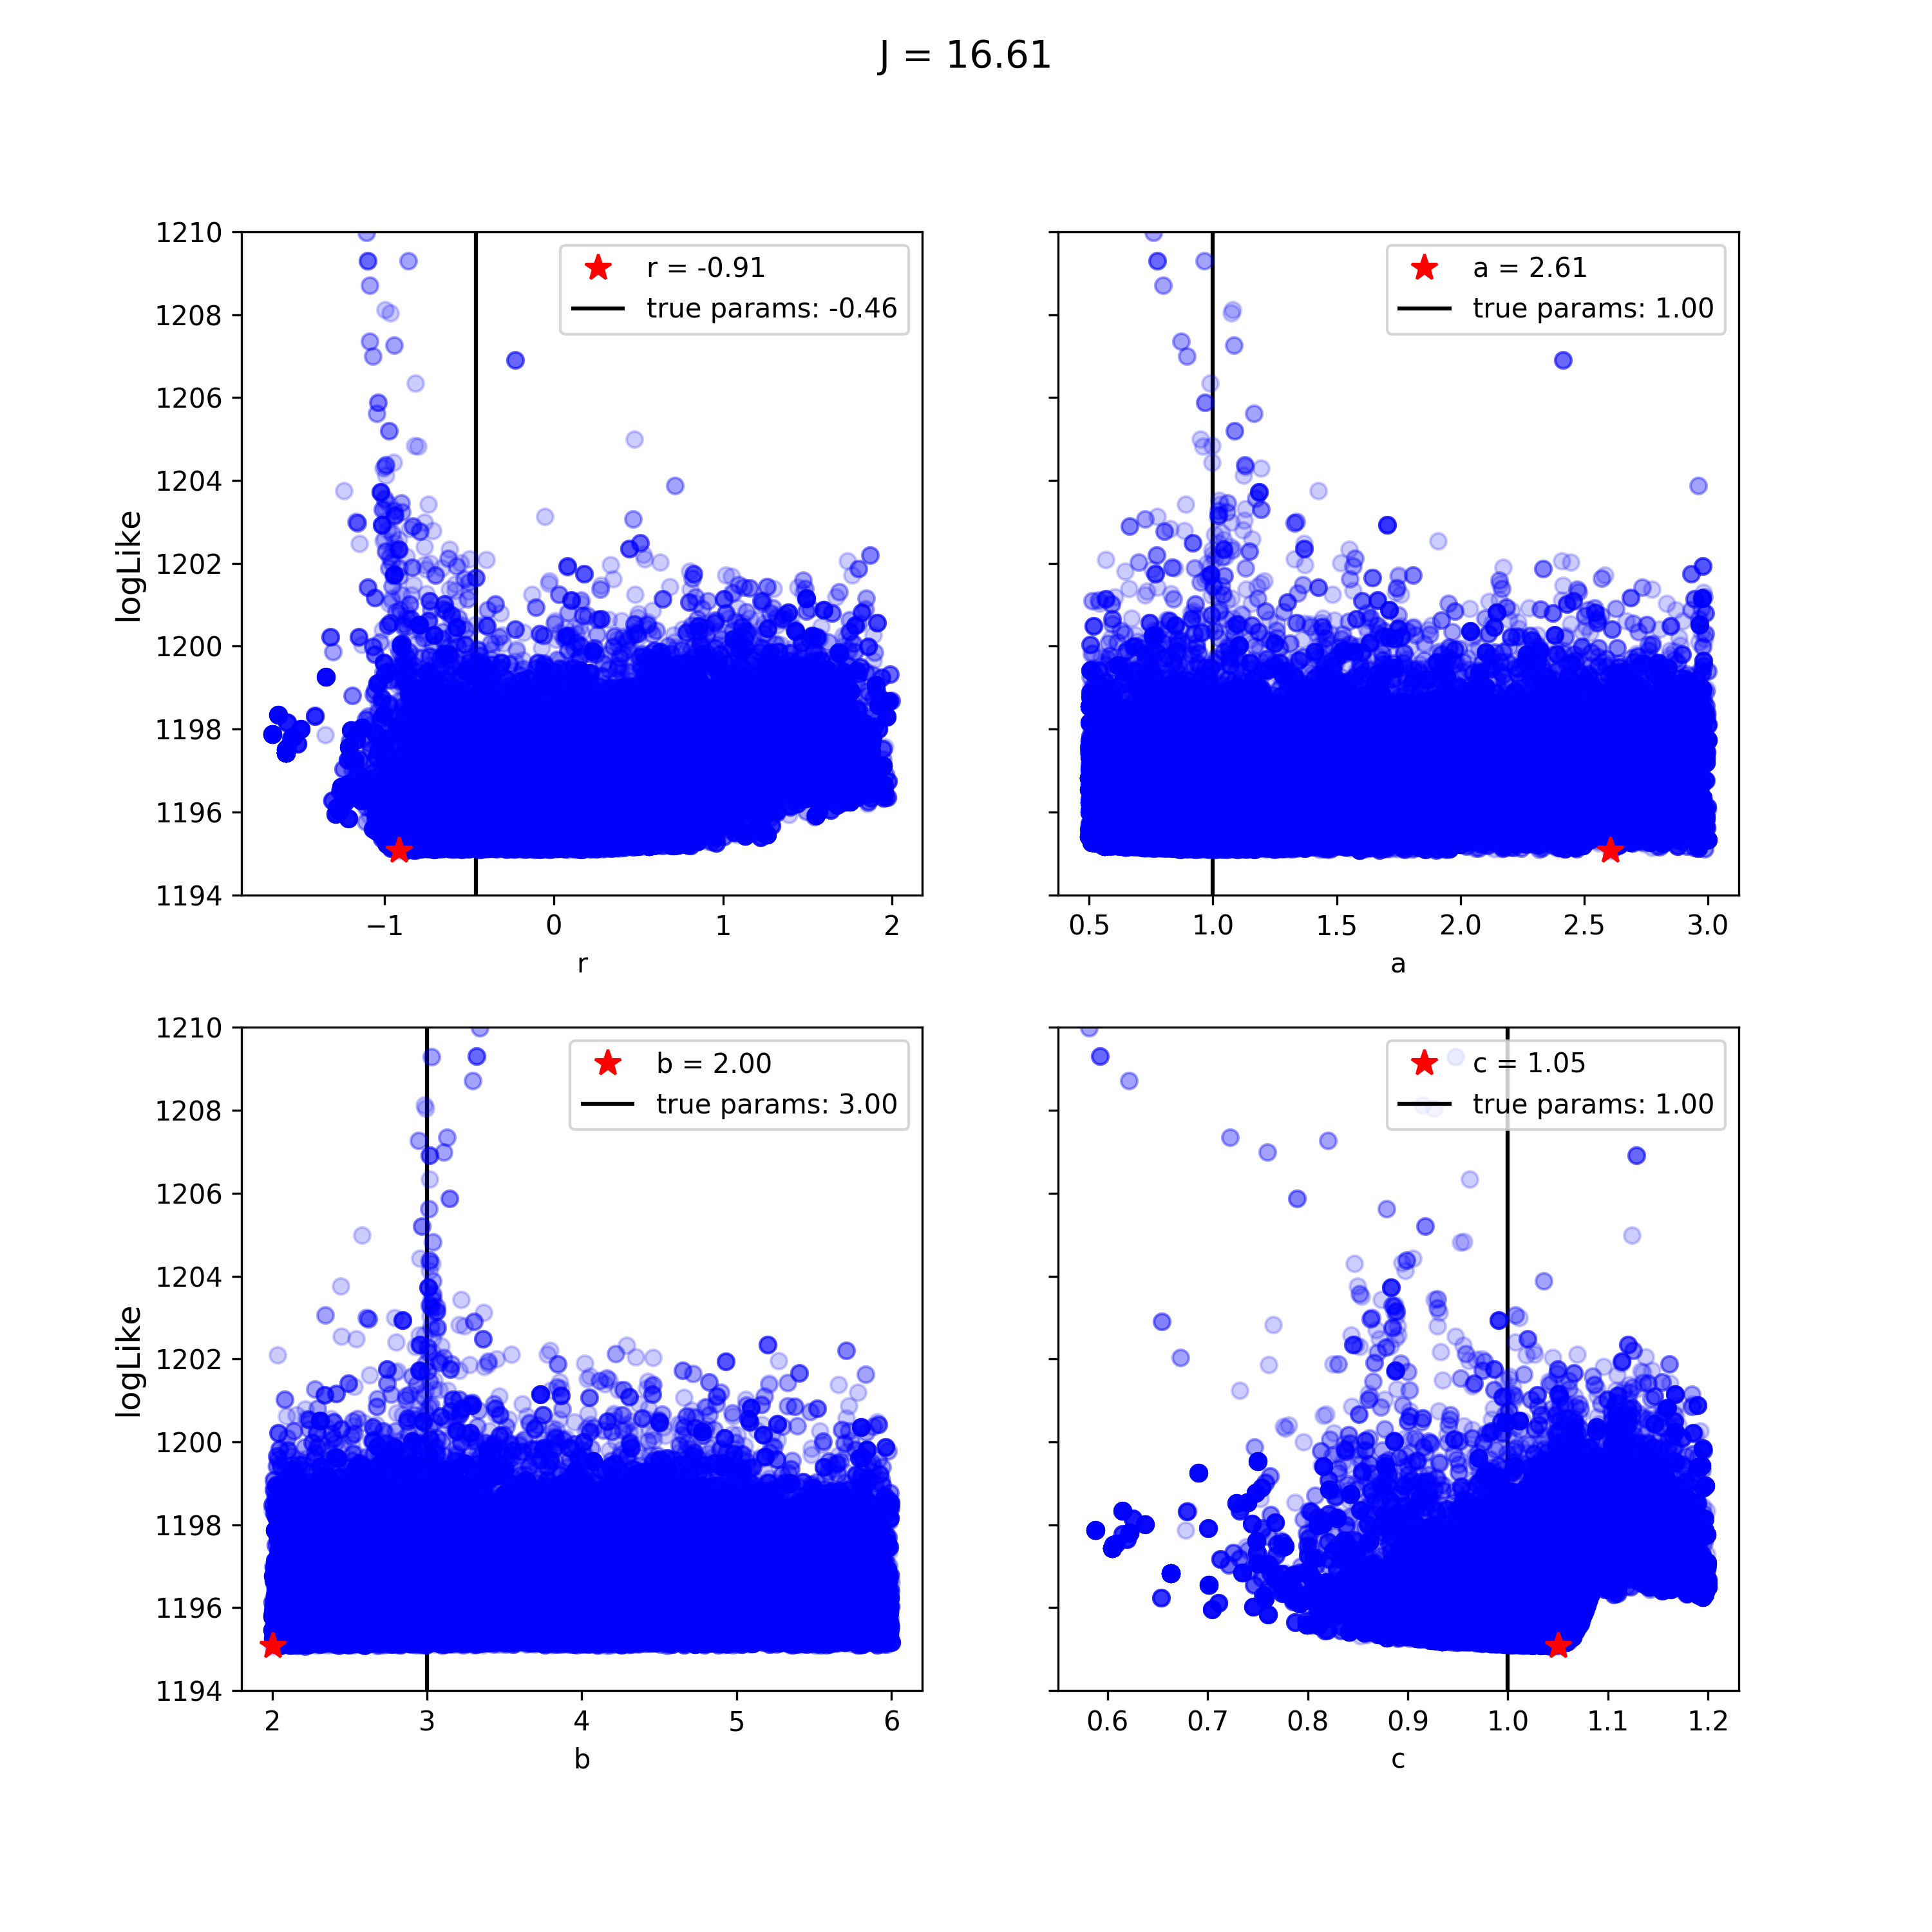 J = 16.61
1210
1208
1206
1204
1202
1200
1198
1196
1194
logLike
−1
0
1
2
r
r = -0.91
true params: -0.46
0.5
1.0
1.5
2.0
2.5
3.0
a
a = 2.61
true params: 1.00
1210
1208
1206
1204
1202
1200
1198
1196
1194
logLike
2
3
4
5
6
b
b = 2.00
true params: 3.00
0.6
0.7
0.8
0.9
1.0
1.1
1.2
c
c = 1.05
true params: 1.00